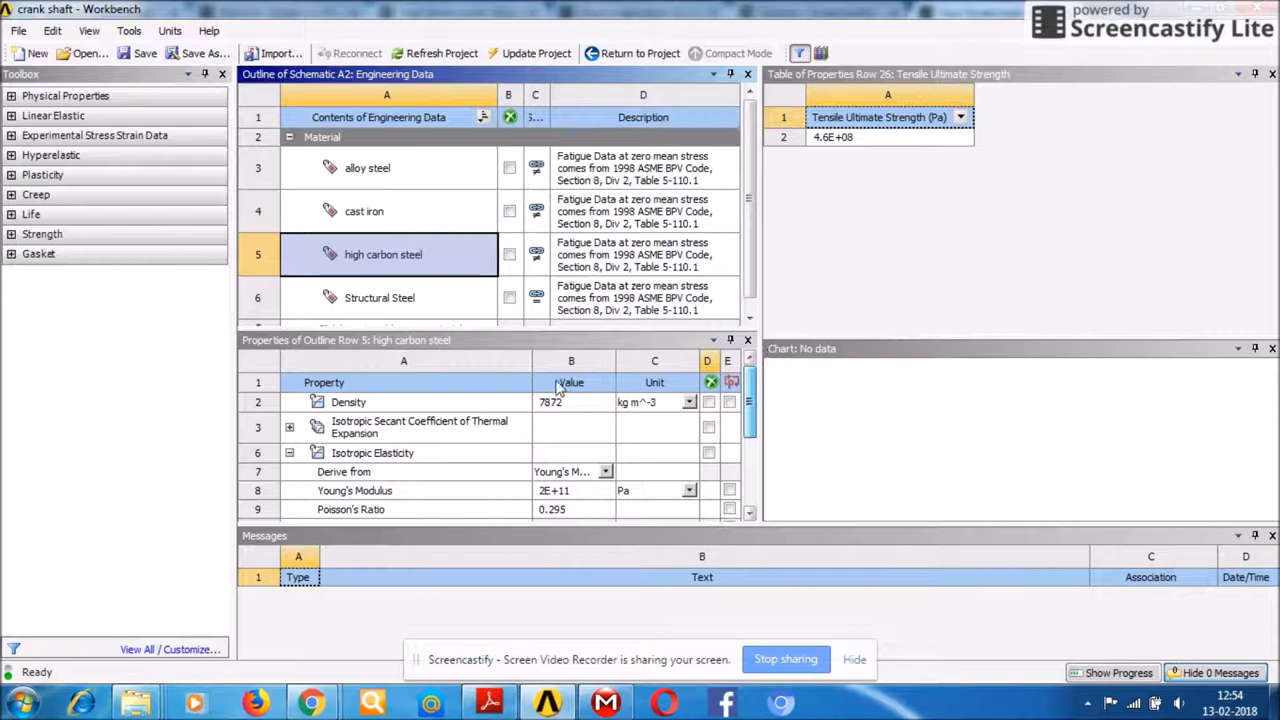 crank shaft - Workbench
powered by
Screencastify Lite
File Edit View Tools Units Help
New Open... Save Save As... Import... Reconnect Refresh Project Update Project Return to Project Compact Mode
Toolbox
Physical Properties
Linear Elastic
Experimental Stress Strain Data
Hyperelastic
Plasticity
Creep
Life
Strength
Gasket
View All / Customize...
Outline of Schematic A2: Engineering Data
A B C D
1 Contents of Engineering Data S... Description
2 Material
3 alloy steel Fatigue Data at zero mean stress
comes from 1998 ASME BPV Code,
Section 8, Div 2, Table 5-110.1
4 cast iron Fatigue Data at zero mean stress
comes from 1998 ASME BPV Code,
Section 8, Div 2, Table 5-110.1
5 high carbon steel Fatigue Data at zero mean stress
comes from 1998 ASME BPV Code,
Section 8, Div 2, Table 5-110.1
6 Structural Steel Fatigue Data at zero mean stress
comes from 1998 ASME BPV Code,
Section 8, Div 2, Table 5-110.1
Properties of Outline Row 5: high carbon steel
A B C D E
1 Property Value Unit
2 Density 7872 kg m^-3
3 Isotropic Secant Coefficient of Thermal
Expansion
6 Isotropic Elasticity
7 Derive from Young's M...
8 Young's Modulus 2E+11 Pa
9 Poisson's Ratio 0.295
Table of Properties Row 26: Tensile Ultimate Strength
A
1 Tensile Ultimate Strength (Pa)
2 4.6E+08
Chart: No data
Messages
A B C D
1 Type Text Association Date/Time
Screencastify - Screen Video Recorder is sharing your screen. Stop sharing Hide
Ready
Show Progress Hide 0 Messages
12:54
13-02-2018